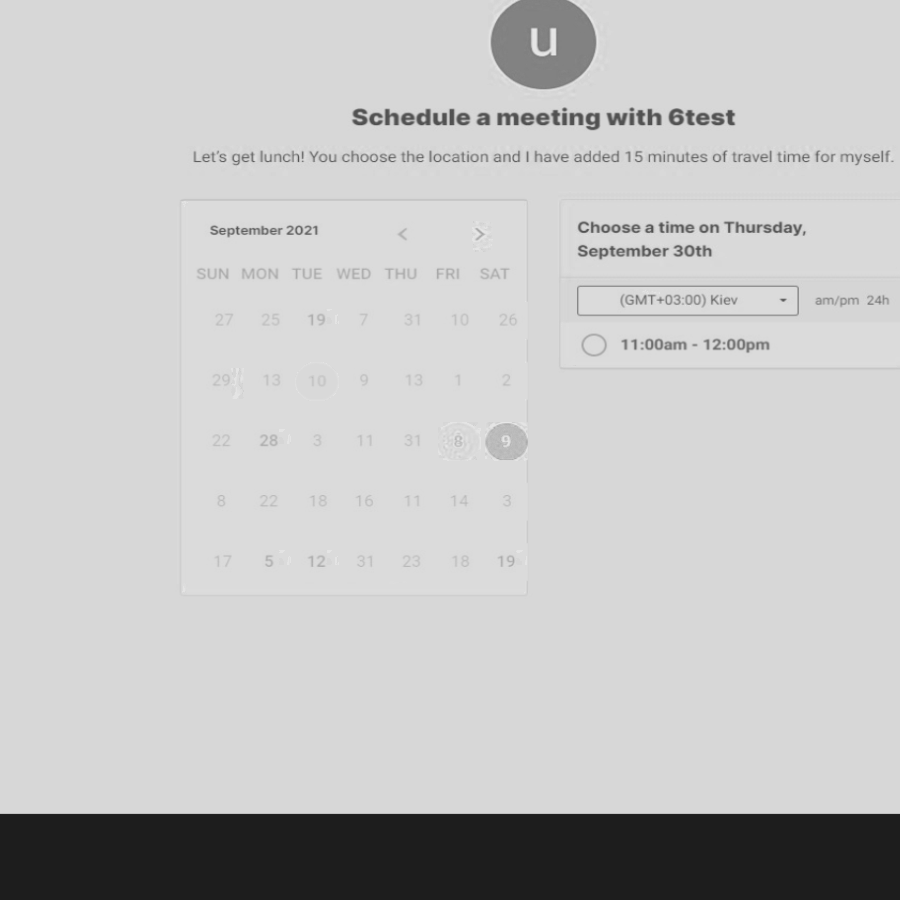 u
Schedule a meeting with 6test
Let's get lunch! You choose the location and I have added 15 minutes of travel time for myself.
September 2021 < >
SUN MON TUE WED THU FRI SAT
27 25 19 7 31 10 26
29 13 10 9 13 1 2
22 28 3 11 31 8 9
8 22 18 16 11 14 3
17 5 12 31 23 18 19
Choose a time on Thursday,
September 30th
(GMT+03:00) Kiev am/pm 24h
11:00am - 12:00pm